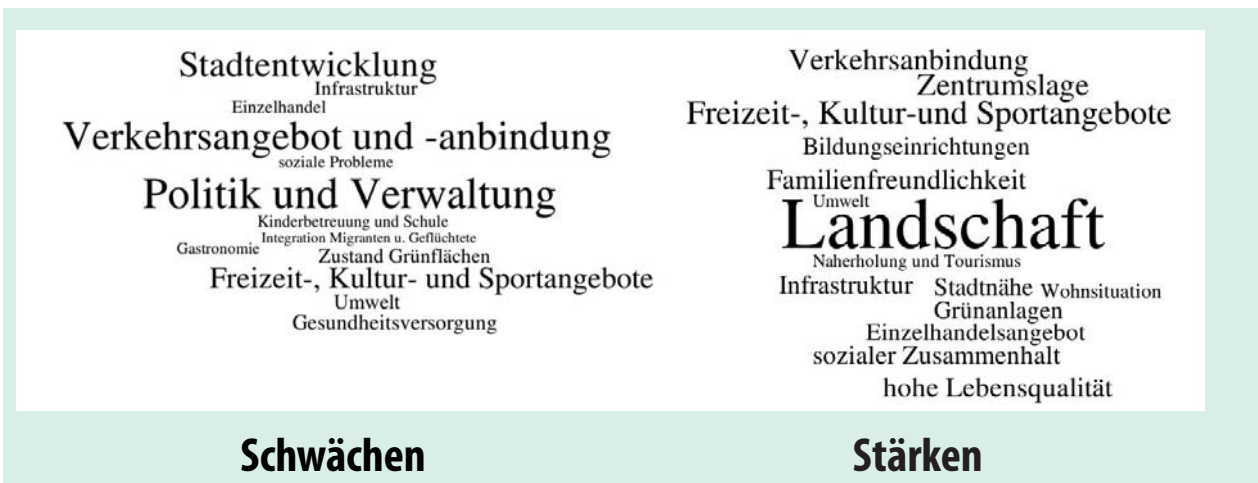 Stadtentwicklung
Infrastruktur
Einzelhandel
Verkehrsangebot und -anbindung
soziale Probleme
Politik und Verwaltung
Kinderbetreuung und Schule
Integration Migranten u. Geflüchtete
Gastronomie
Zustand Grünflächen
Freizeit-, Kultur- und Sportangebote
Umwelt
Gesundheitsversorgung
Schwächen
Verkehrsanbindung
Zentrumslage
Freizeit-, Kultur-und Sportangebote
Bildungseinrichtungen
Familienfreundlichkeit
Umwelt
Landschaft
Naherholung und Tourismus
Infrastruktur Stadtnähe Wohnsituation
Grünanlagen
Einzelhandelsangebot
sozialer Zusammenhalt
hohe Lebensqualität
Stärken